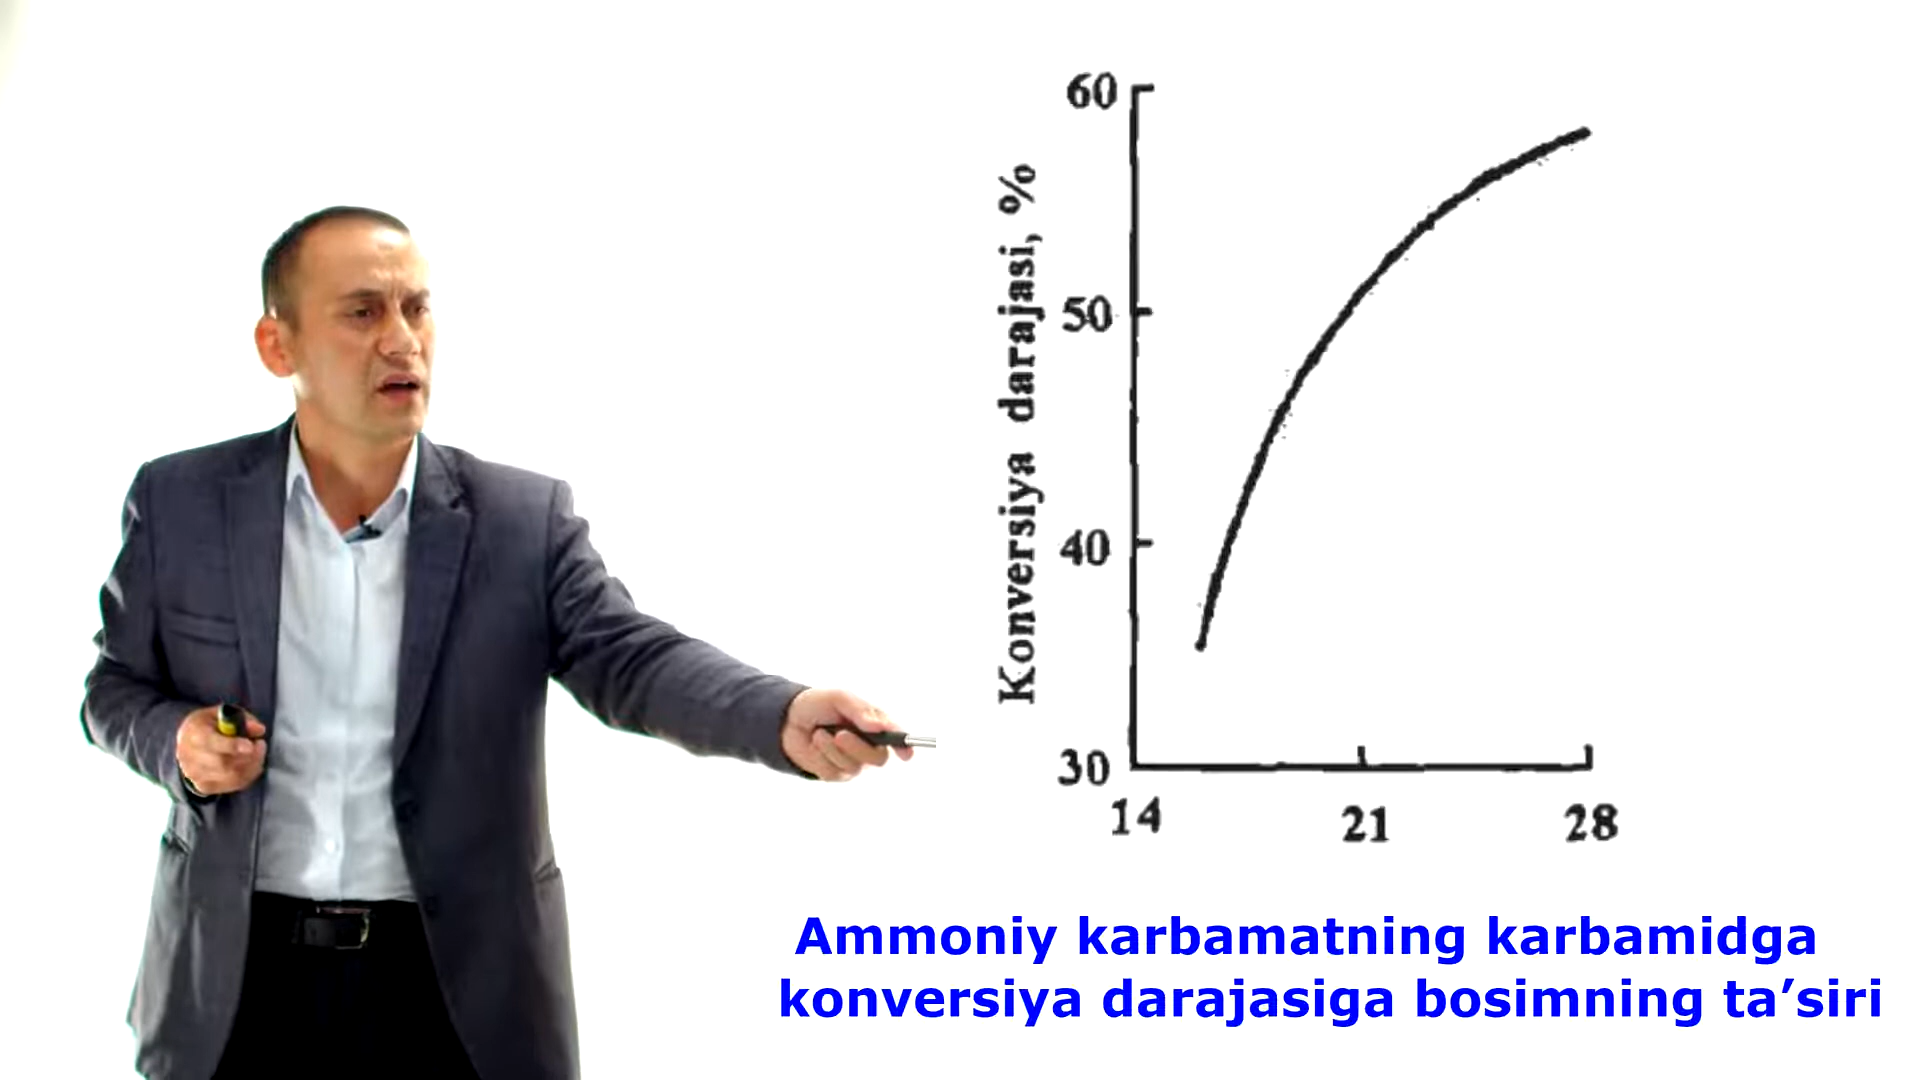 60
50
40
30
Konversiya darajasi, %
14 21 28
Ammoniy karbamatning karbamidga
konversiya darajasiga bosimning ta’siri